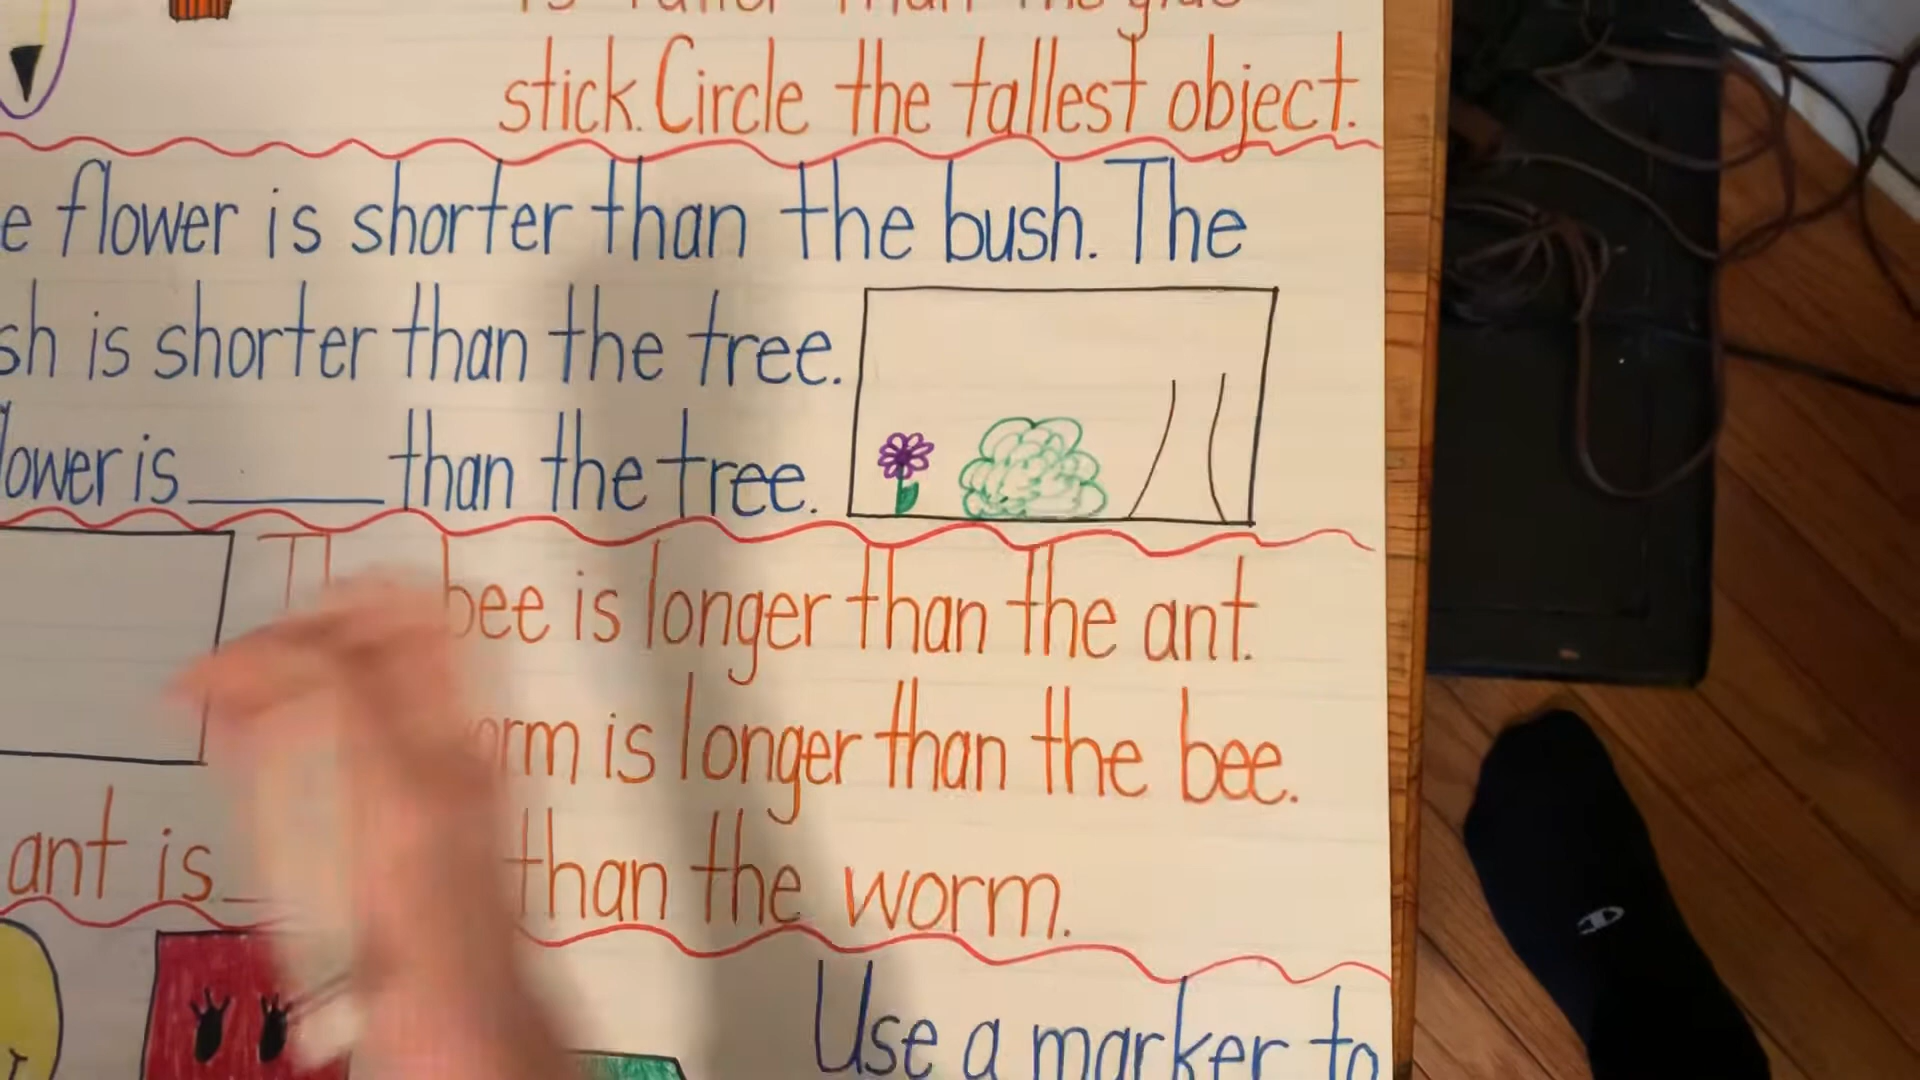 stick. Circle the tallest object.
e flower is shorter than the bush. The
sh is shorter than the tree.
lower is ______ than the tree.
bee is longer than the ant.
orm is longer than the bee.
ant is than the worm.
Use a marker to